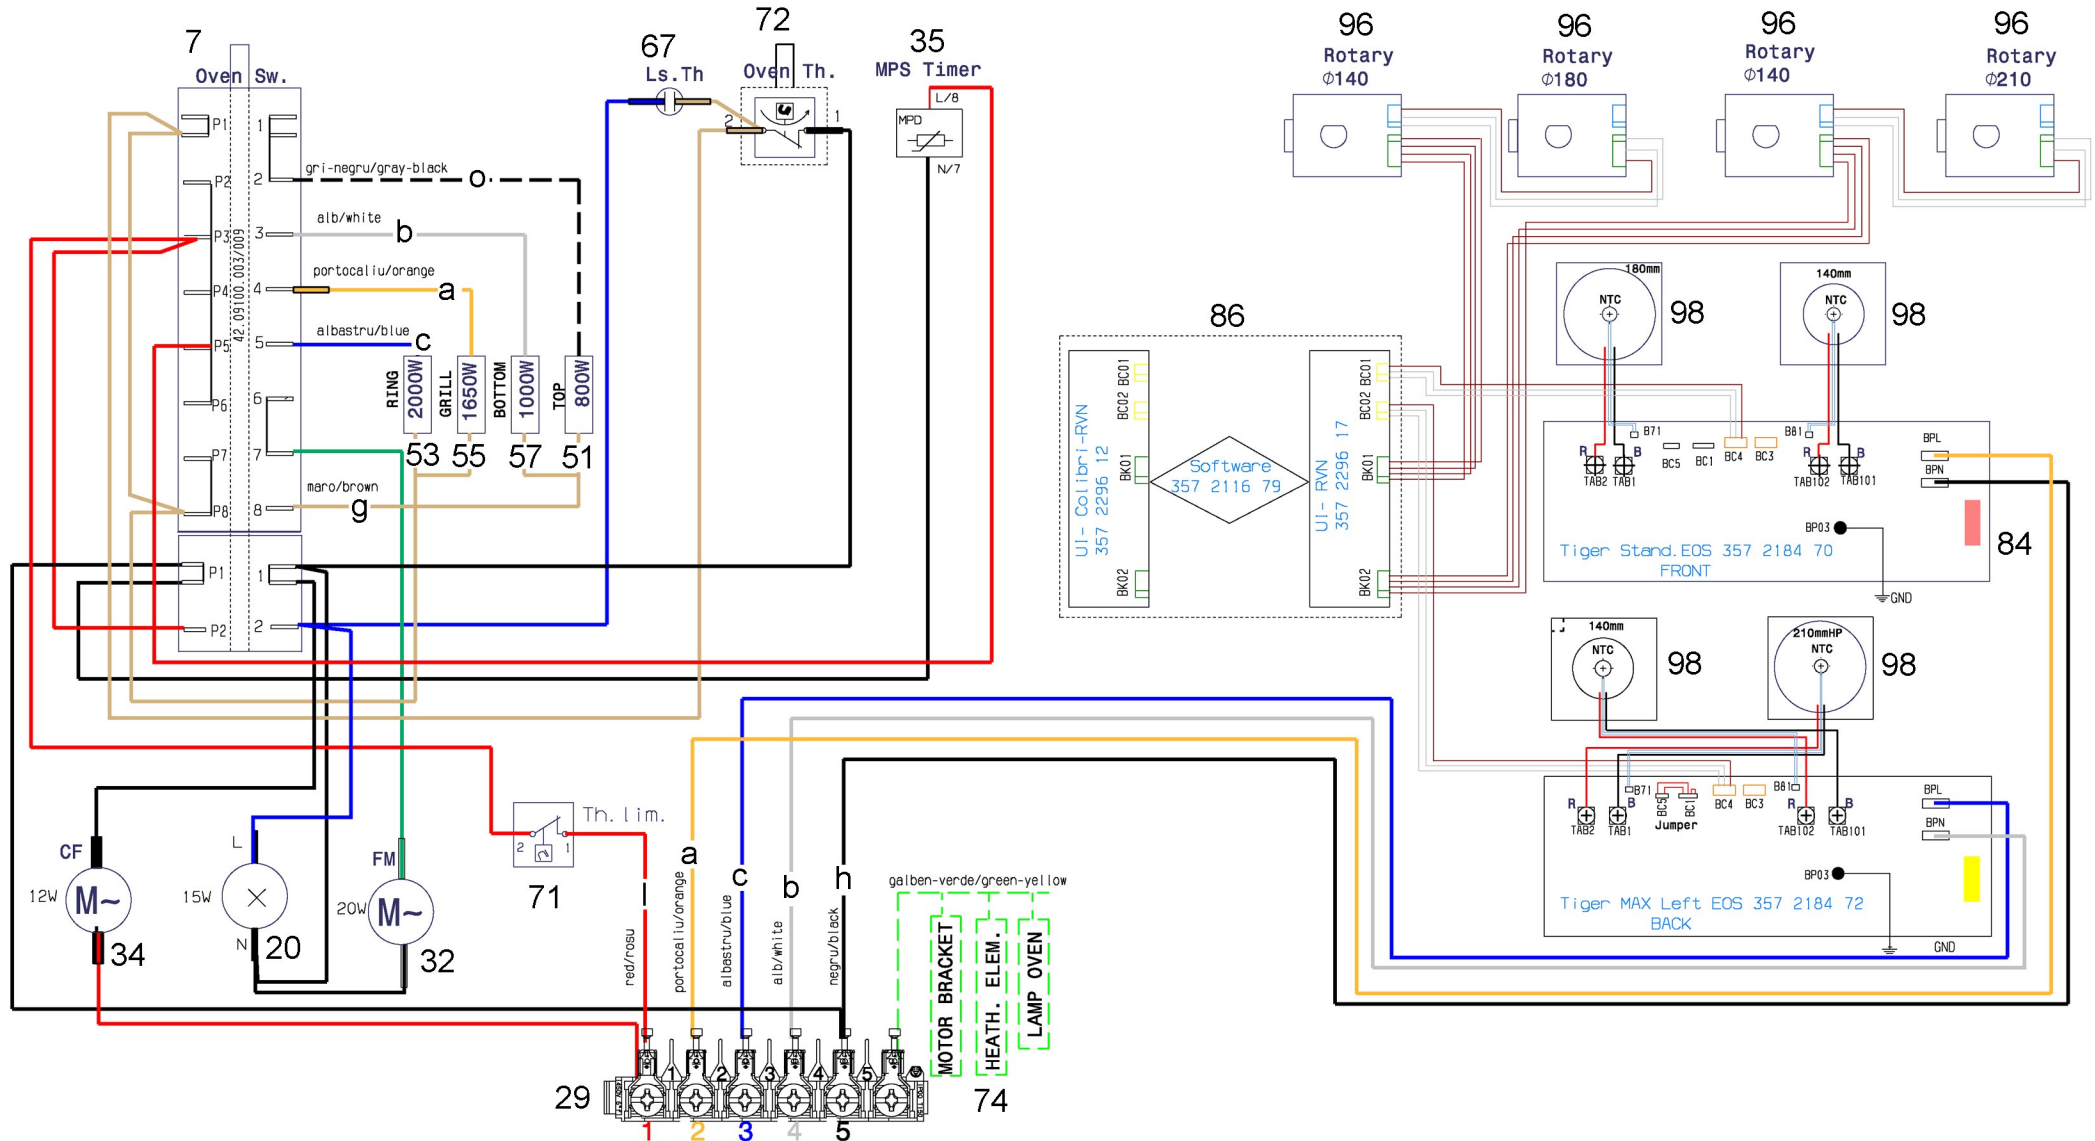 7
Oven Sw.
67
Ls.Th
72
Oven Th.
35
MPS Timer
L/8
MPD
N/7
2
1
96
Rotary
Φ140
96
Rotary
Φ180
96
Rotary
Φ140
96
Rotary
Φ210
P1
P2
P3
P4
P5
P6
P7
P8
42.09100.003/009
1
2
3
4
5
6
7
8
P1
P2
1
2
gri-negru/gray-black
o
alb/white
b
portocaliu/orange
a
albastru/blue
c
maro/brown
g
RING
2000W
GRILL
1650W
BOTTOM
1000W
TOP
800W
53
55
57
51
86
UI- Colibri-RVN
357 2296 12
BC01
BC02
BK01
BK02
Software
357 2116 79
UI- RVN
357 2296 17
BC01
BC02
BK01
BK02
180mm
NTC
98
140mm
NTC
98
R
B
B71
TAB2
TAB1
BC5
BC1
BC4
BC3
B81
R
B
TAB102
TAB101
BPL
BPN
BP03
GND
Tiger Stand.EOS 357 2184 70
FRONT
84
140mm
NTC
98
210mmHP
NTC
98
R
B
B71
TAB2
TAB1
BC5
BC1
Jumper
BC4
BC3
B81
R
B
TAB102
TAB101
BPL
BPN
BP03
GND
Tiger MAX Left EOS 357 2184 72
BACK
CF
12W
M~
34
L
15W
N
20
FM
20W
M~
32
Th.lim.
2
1
71
red/rosu
a
portocaliu/orange
c
albastru/blue
b
alb/white
h
negru/black
galben-verde/green-yellow
MOTOR BRACKET
HEATH. ELEM.
LAMP OVEN
74
29
1
2
3
4
5
1
2
3
4
5